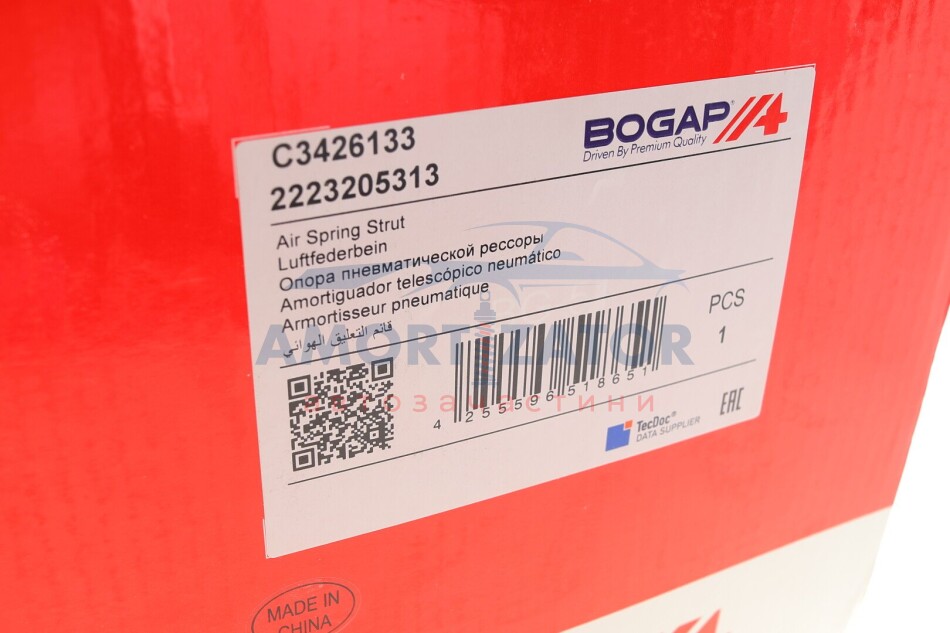 C3426133
2223205313
BOGAP
Driven By Premium Quality
Air Spring Strut
Luftfederbein
Опора пневматической рессоры
Amortiguador telescópico neumático
Armortisseur pneumatique
قائم التعليق الهوائي
PCS
1
AMORTIZATOR
автозапчастини
4 255596 518651
TecDoc®
DATA SUPPLIER
EAC
MADE IN
CHINA